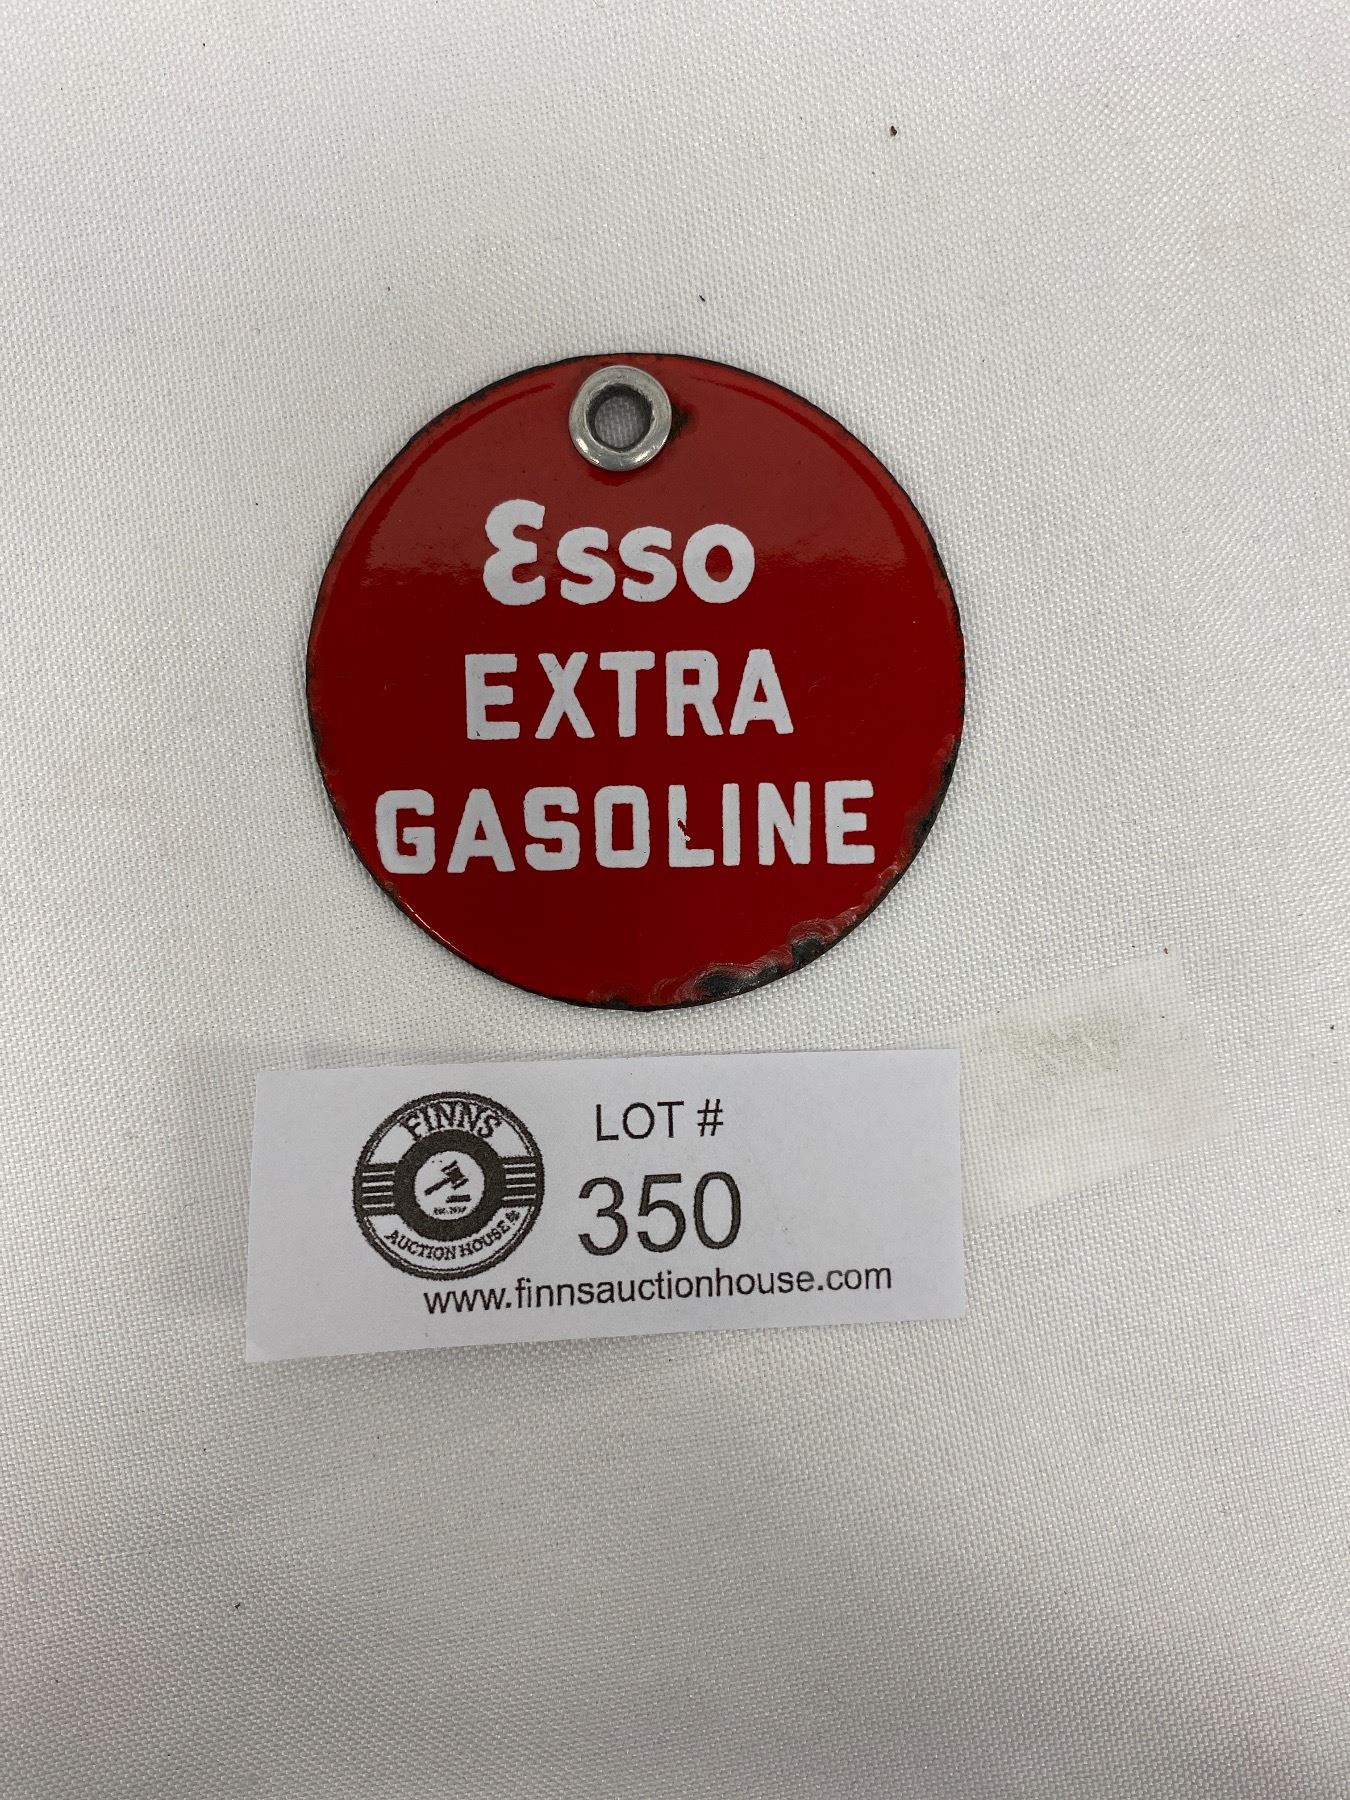 Esso
EXTRA
GASOLINE
FINNS
AUCTION HOUSE
LOT #
350
www.finnsauctionhouse.com